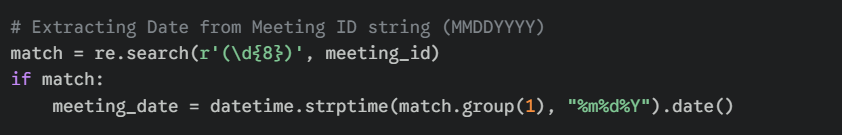 # Extracting Date from Meeting ID string (MMDDYYYY)
match = re.search(r'(\d{8})', meeting_id)
if match:
    meeting_date = datetime.strptime(match.group(1), "%m%d%Y").date()